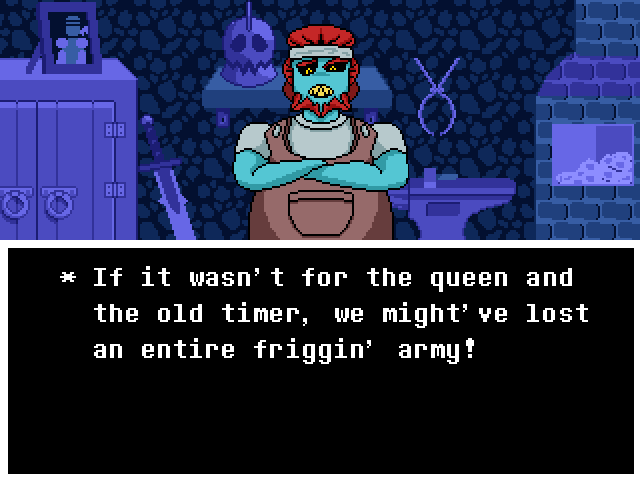 * If it wasn't for the queen and
the old timer, we might've lost
an entire friggin' army!